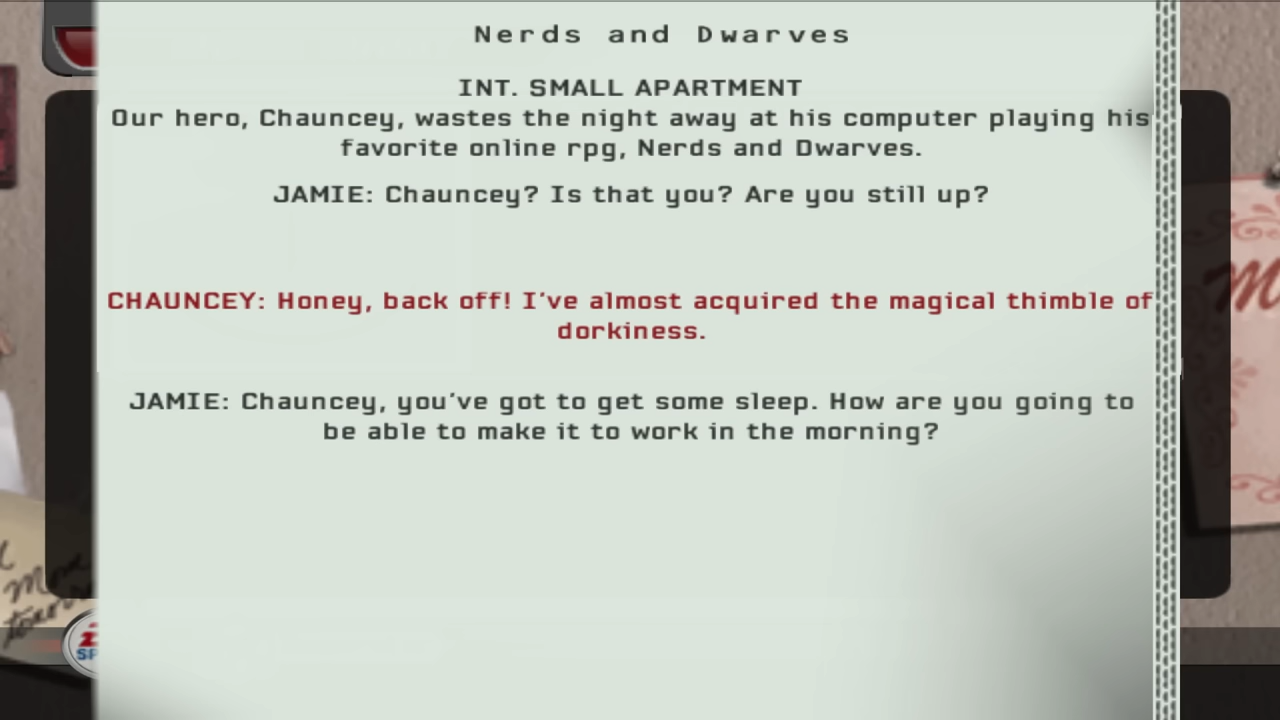 Nerds and Dwarves
INT. SMALL APARTMENT
Our hero, Chauncey, wastes the night away at his computer playing his
favorite online rpg, Nerds and Dwarves.
JAMIE: Chauncey? Is that you? Are you still up?
CHAUNCEY: Honey, back off! I've almost acquired the magical thimble of
dorkiness.
JAMIE: Chauncey, you've got to get some sleep. How are you going to
be able to make it to work in the morning?